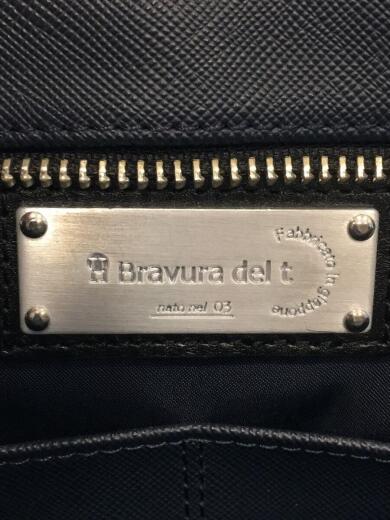 Bravura del t
nato nel 03
Fabbricato in giappone